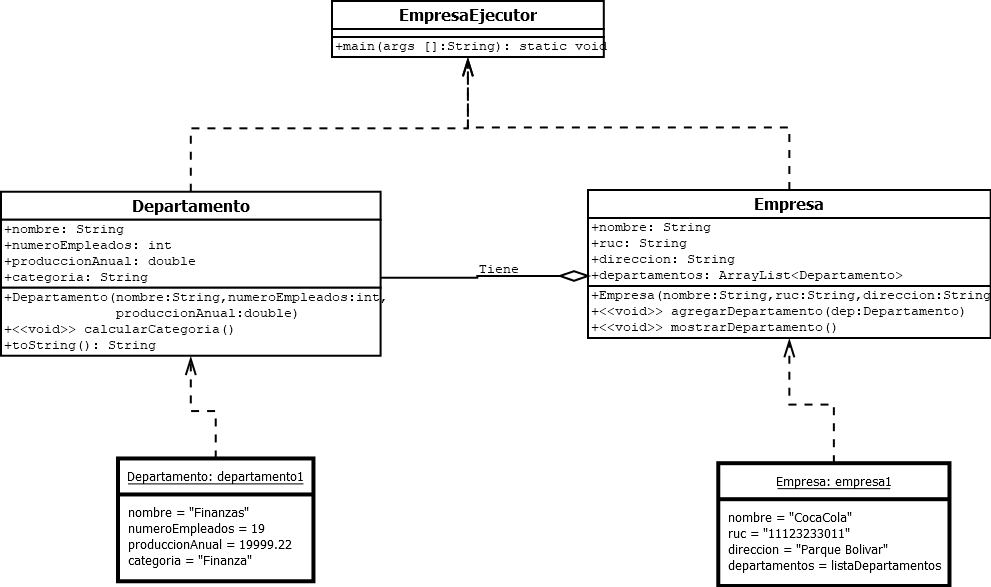 EmpresaEjecutor
+main(args []:String): static void
Departamento
+nombre: String
+numeroEmpleados: int
+produccionAnual: double
+categoria: String
+Departamento(nombre:String,numeroEmpleados:int,
produccionAnual:double)
+<<void>> calcularCategoria()
+toString(): String
Tiene
Empresa
+nombre: String
+ruc: String
+direccion: String
+departamentos: ArrayList<Departamento>
+Empresa(nombre:String,ruc:String,direccion:String
+<<void>> agregarDepartamento(dep:Departamento)
+<<void>> mostrarDepartamento()
Departamento: departamento1
nombre = "Finanzas"
numeroEmpleados = 19
produccionAnual = 19999.22
categoria = "Finanza"
Empresa: empresa1
nombre = "CocaCola"
ruc = "11123233011"
direccion = "Parque Bolivar"
departamentos = listaDepartamentos